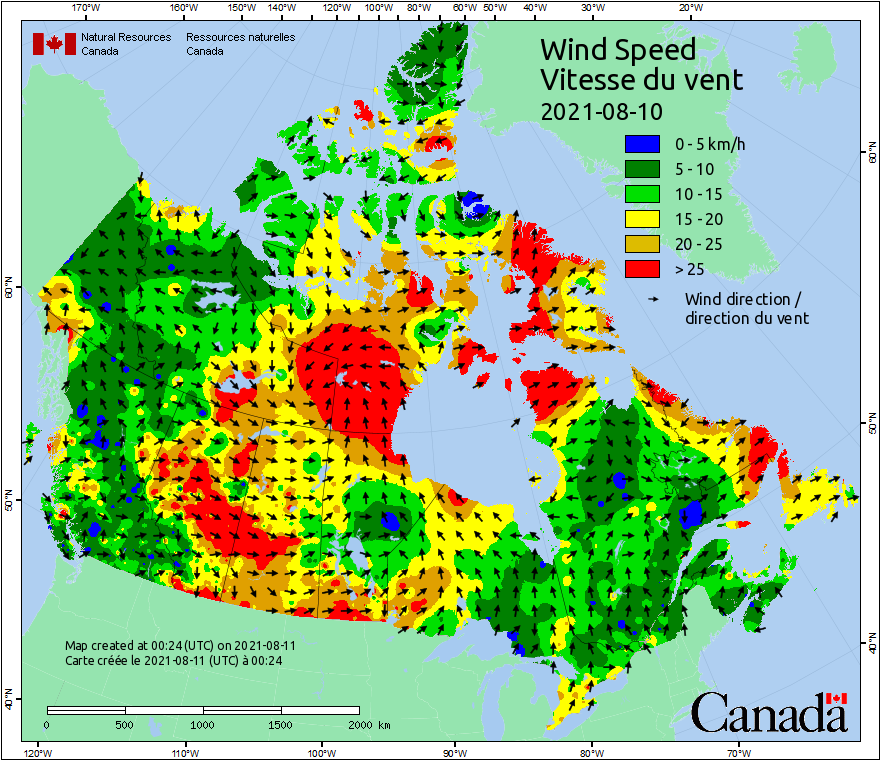 170°W 160°W 150°W 140°W 130°W 120°W 110°W 100°W 90°W 80°W 70°W 60°W 50°W 40°W 30°W 20°W
Natural Resources Canada
Ressources naturelles Canada
Wind Speed
Vitesse du vent
2021-08-10
0 - 5 km/h
5 - 10
10 - 15
15 - 20
20 - 25
> 25
Wind direction /
direction du vent
60°N
60°N
50°N
50°N
40°N
40°N
Map created at 00:24 (UTC) on 2021-08-11
Carte créée le 2021-08-11 (UTC) à 00:24
0 500 1000 1500 2000 km
Canada
120°W 110°W 100°W 90°W 80°W 70°W